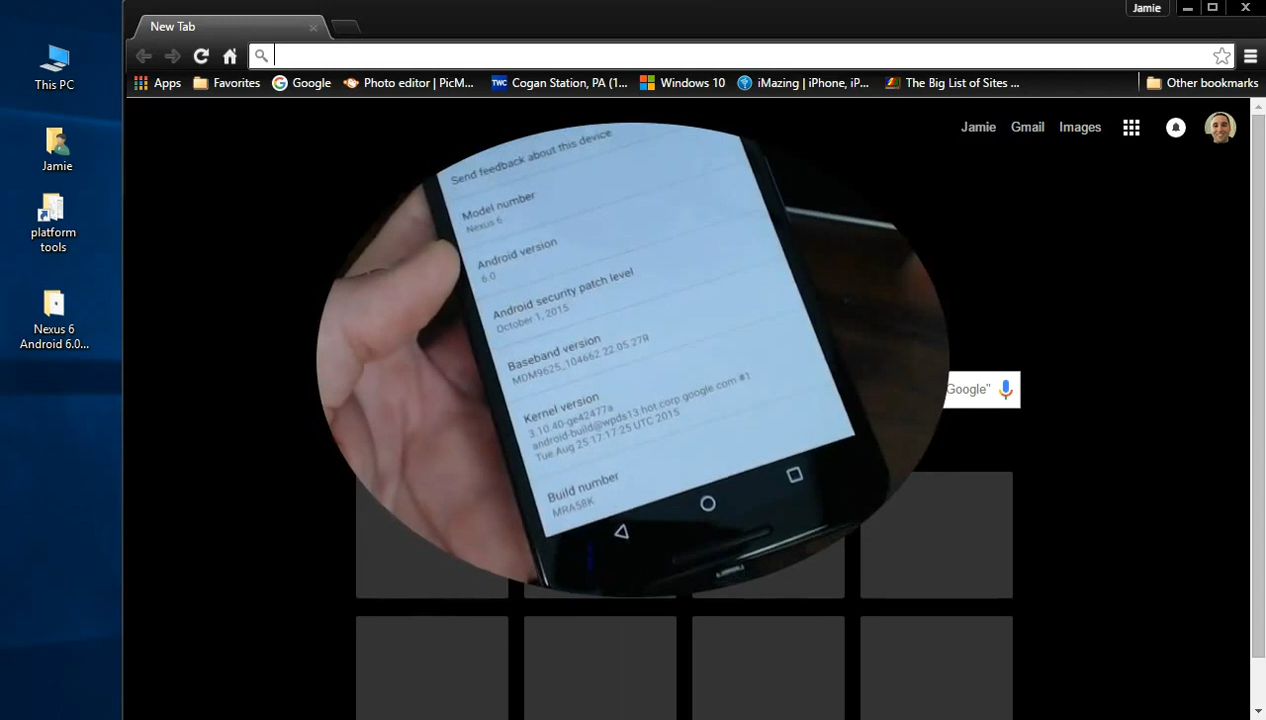 Jamie
New Tab
Apps
Favorites
Google
Photo editor | PicM...
TWC
Cogan Station, PA (1...
Windows 10
iMazing | iPhone, iP...
The Big List of Sites ...
Other bookmarks
This PC
Jamie
platform
tools
Nexus 6
Android 6.0...
Jamie
Gmail
Images
Send feedback about this device
Model number
Nexus 6
Android version
6.0
Android security patch level
October 1, 2015
Baseband version
MDM9625_104662.22.05.27R
Kernel version
3.10.40-ge42477a
android-build@wpds13.hot.corp.google.com #1
Tue Aug 25 17:17:25 UTC 2015
Build number
MRA58K
Google"